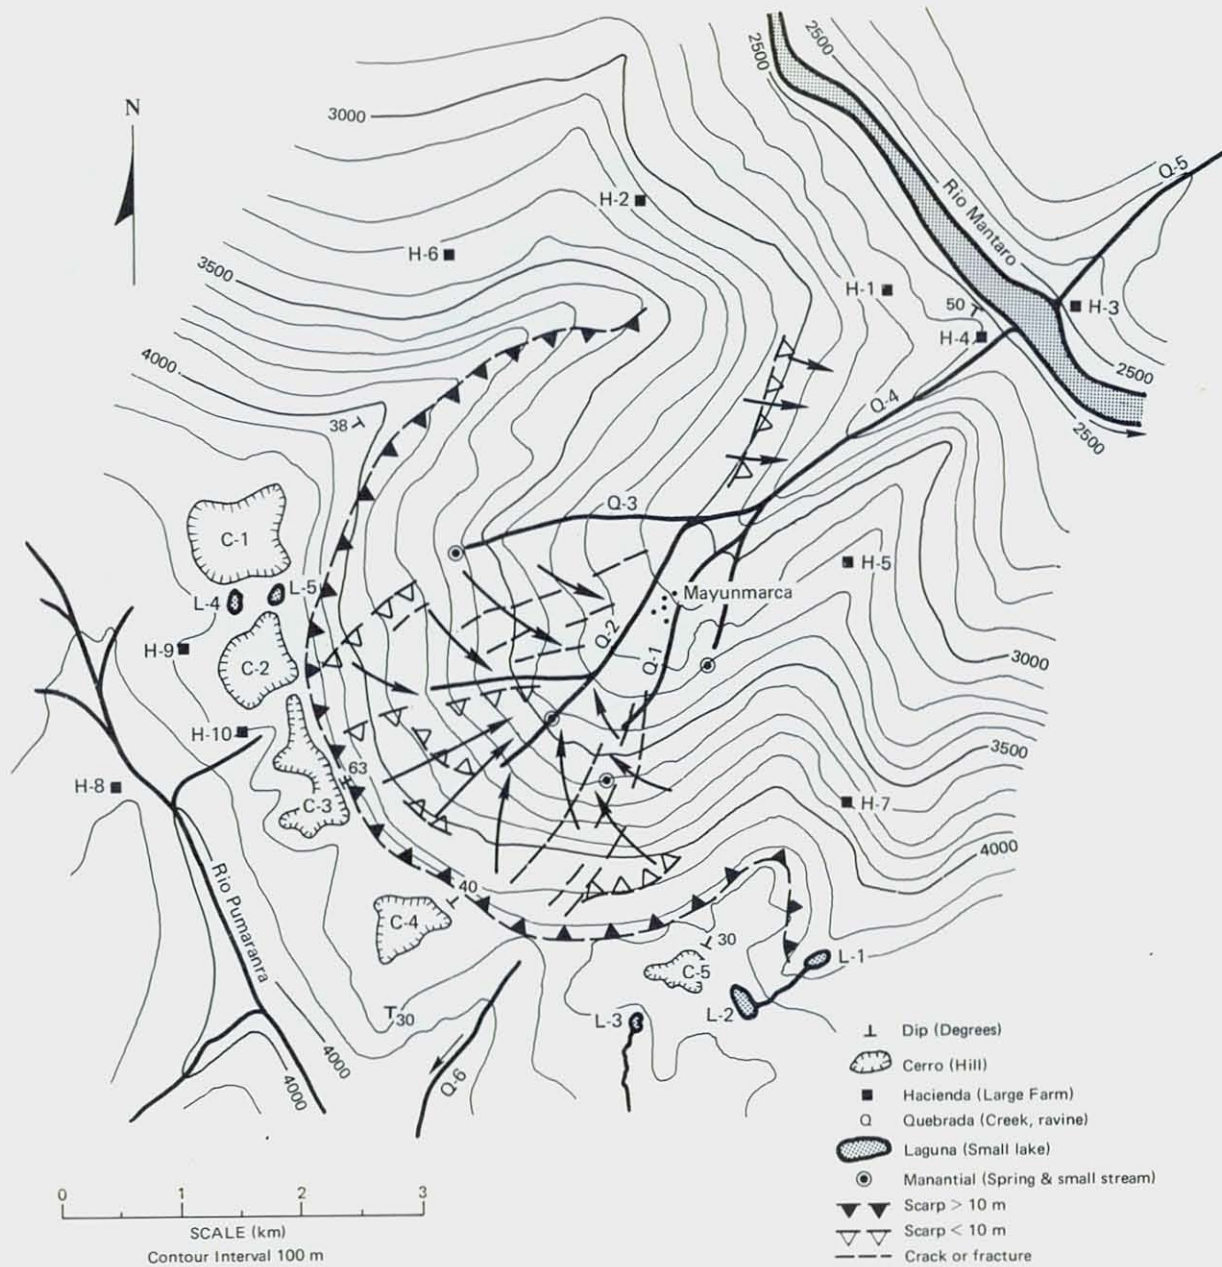 2500
2500
N
3000
Q-5
H-2
Rio Mantaro
H-6
3500
H-1
50
H-3
H-4
4000
2500
Q-4
38
2500
Q-3
C-1
H-5
L-4
L-5
Mayunmarca
H-9
Q-2
Q-1
C-2
3000
H-10
3500
63
H-8
C-3
H-7
4000
Rio Pumaranra
40
C-4
30
L-1
C-5
L-2
T30
L-3
4000
4000
Q-6
Dip (Degrees)
Cerro (Hill)
Hacienda (Large Farm)
Q Quebrada (Creek, ravine)
Laguna (Small lake)
Manantial (Spring & small stream)
0 1 2 3
Scarp > 10 m
SCALE (km)
Scarp < 10 m
Contour Interval 100 m
Crack or fracture